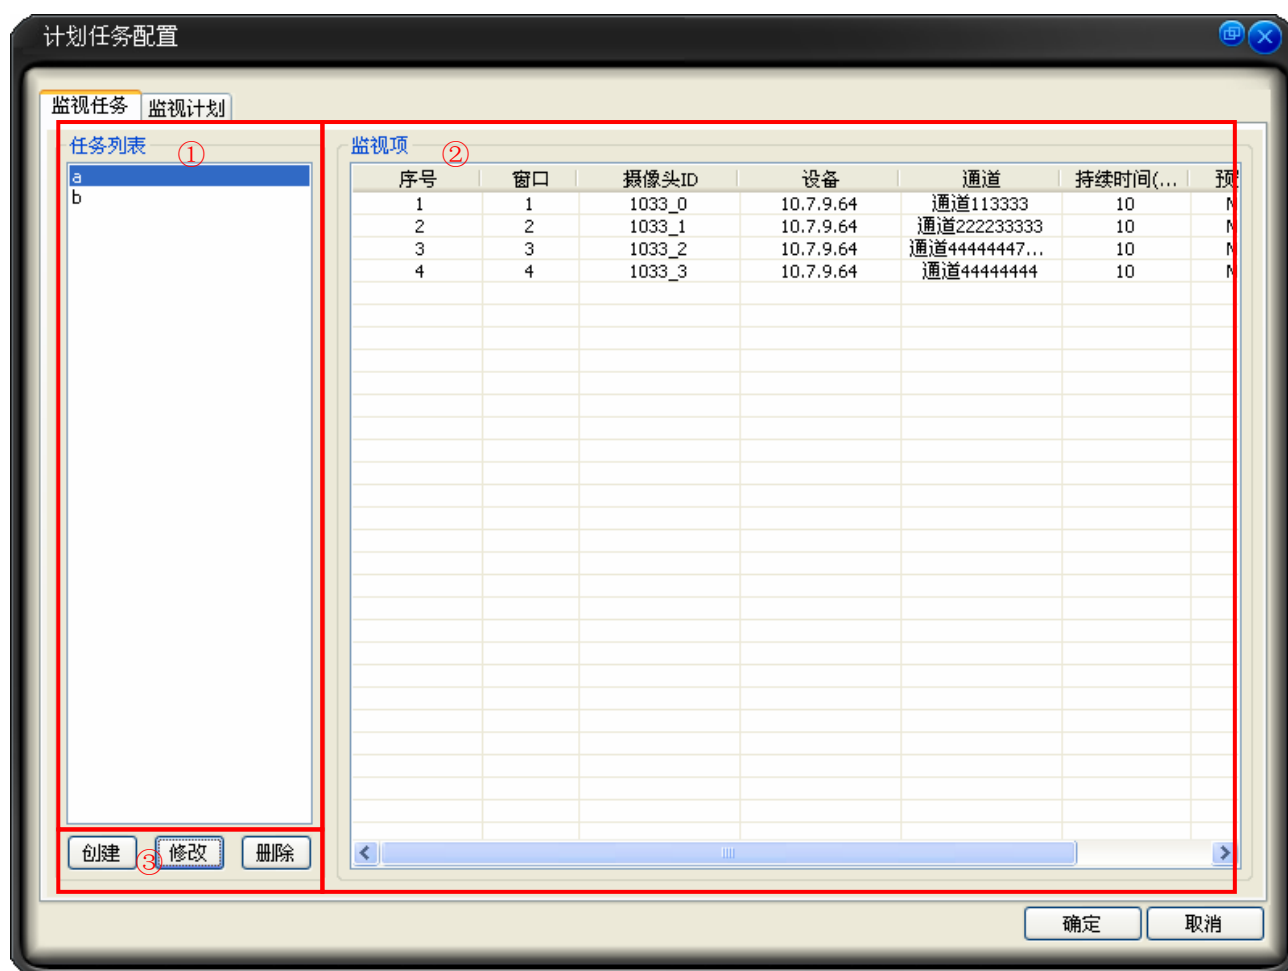 计划任务配置
监视任务 监视计划
任务列表 ① 监视项 ②
a
b
序号 窗口 摄像头ID 设备 通道 持续时间(...
1 1 1033_0 10.7.9.64 通道113333 10
2 2 1033_1 10.7.9.64 通道222233333 10
3 3 1033_2 10.7.9.64 通道44444447... 10
4 4 1033_3 10.7.9.64 通道44444444 10
创建 ③ 修改 删除
确定 取消